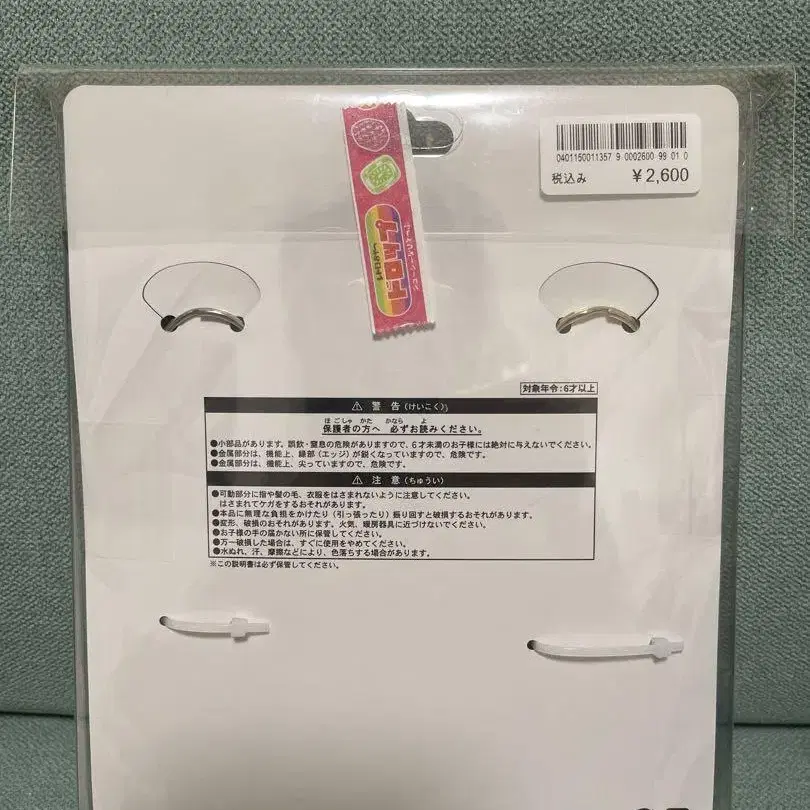 0401150011357 9 0002600 99 01 0
税込み ¥2,600
対象年令:6才以上
⚠ 警 告 (けいこく)
ほごしゃ かた かなら よ
保護者の方へ 必ずお読みください。
●小部品があります。誤飲・窒息の危険がありますので、6才未満のお子様には絶対に与えないでください。
●金属部分は、機能上、縁部(エッジ)が鋭くなっていますので、危険です。
●金属部分は、機能上、尖っていますので、危険です。
⚠ 注 意 (ちゅうい)
●可動部分に指や髪の毛、衣服をはさまれないように注意してください。
はさまれてケガをするおそれがあります。
●本品に無理な負担をかけたり(引っ張ったり)振り回すと破損するおそれがあります。
●変形、破損のおそれがあります。火気、暖房器具に近づけないでください。
●お子様の手の届かない所に保管してください。
●万一破損した場合は、すぐに使用をやめてください。
●水ぬれ、汗、摩擦などにより、色落ちする場合があります。
※この説明書は必ず保管してください。